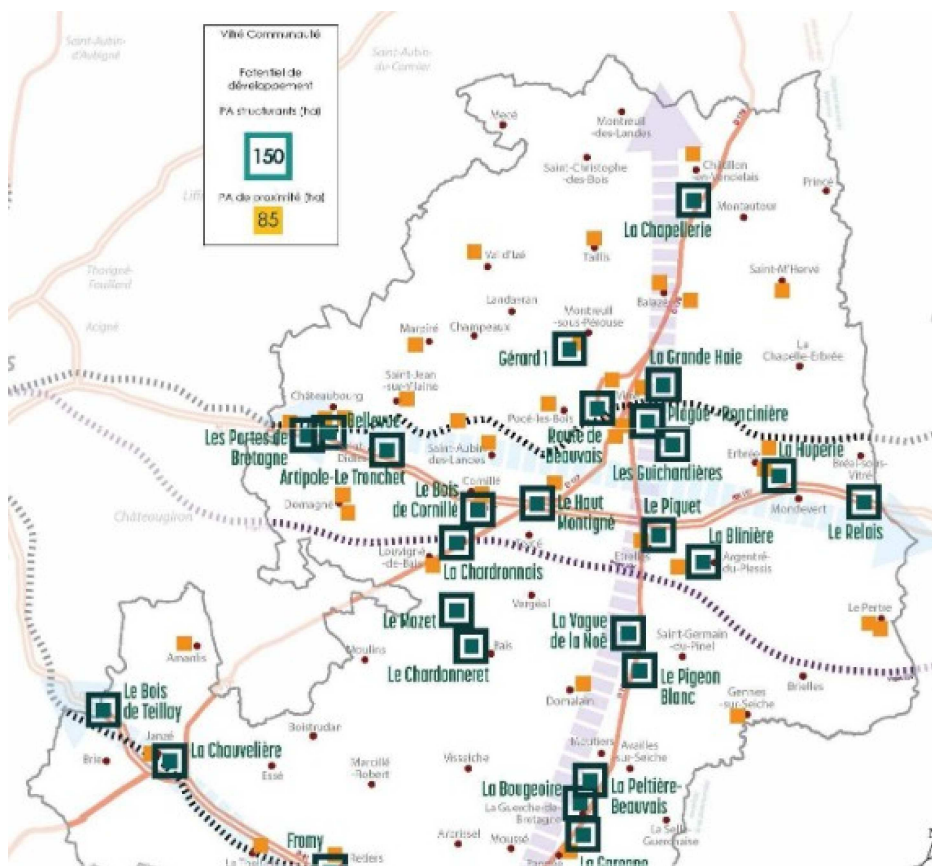 Vitré Communauté
Potentiel de
développement
PA structurants (ha)
150
PA de proximité (ha)
85
Saint-Aubin
-d'Aubigné
Saint-Aubin
-du-Cormier
Mecé
Montreuil
-des-Landes
Saint-Christophe
-des-Bois
Châtillon
-en-Vendelais
Princé
Montautour
La Chapellerie
Taillis
Val d'Izé
Saint-M'Hervé
Balazé
Landavran
Montreuil
-sous-Pérouse
Champeaux
Marpiré
Thorigné-
Fouillard
Acigné
Gérard 1
La Grande Haie
La
Chapelle-Erbrée
Saint-Jean
-sur-Vilaine
Châteaubourg
Pocé-les-Bois
Bellevue
Les Portes de
Bretagne
Plague-Roncinière
Route de
Beauvais
Artipole-Le Tronchet
Saint-Aubin
-des-Landes
Les Guichardières
Erbrée
La Huperie
Bréal-sous-
Vitré
Cornillé
Le Bois
de Cornillé
Domagné
Châteaugiron
Le Haut
Montigné
Le Piquet
Mondevert
Le Relais
La Blinière
Louvigné
-de-Bais
La Chardronnais
Etrelles
Argentré
-du-Plessis
Vergéal
Le Mozet
La Vague
de la Noë
Saint-Germain
-du-Pinel
Le Pertre
Amanlis
Moulins
Bais
Le Chardonneret
Le Pigeon
Blanc
Brielles
Le Bois
de Teillay
Domalain
Gennes
-sur-Seiche
Boistrudan
Janzé
La Chauvelière
Brie
Essé
Marcillé
-Robert
Visseiche
Moutiers
Availles
-sur-Seiche
La Bougeoire
La Peltière-
Beauvais
La Guerche-de-
Bretagne
La Selle-
Guerchaise
Arbrissel
Moussé
Fromy
Retiers